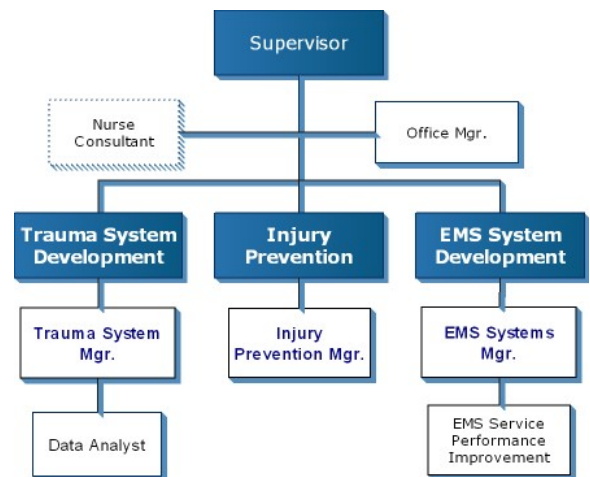 Supervisor
Nurse
Consultant
Office Mgr.
Trauma System
Development
Injury
Prevention
EMS System
Development
Trauma System
Mgr.
Injury
Prevention Mgr.
EMS Systems
Mgr.
Data Analyst
EMS Service
Performance
Improvement